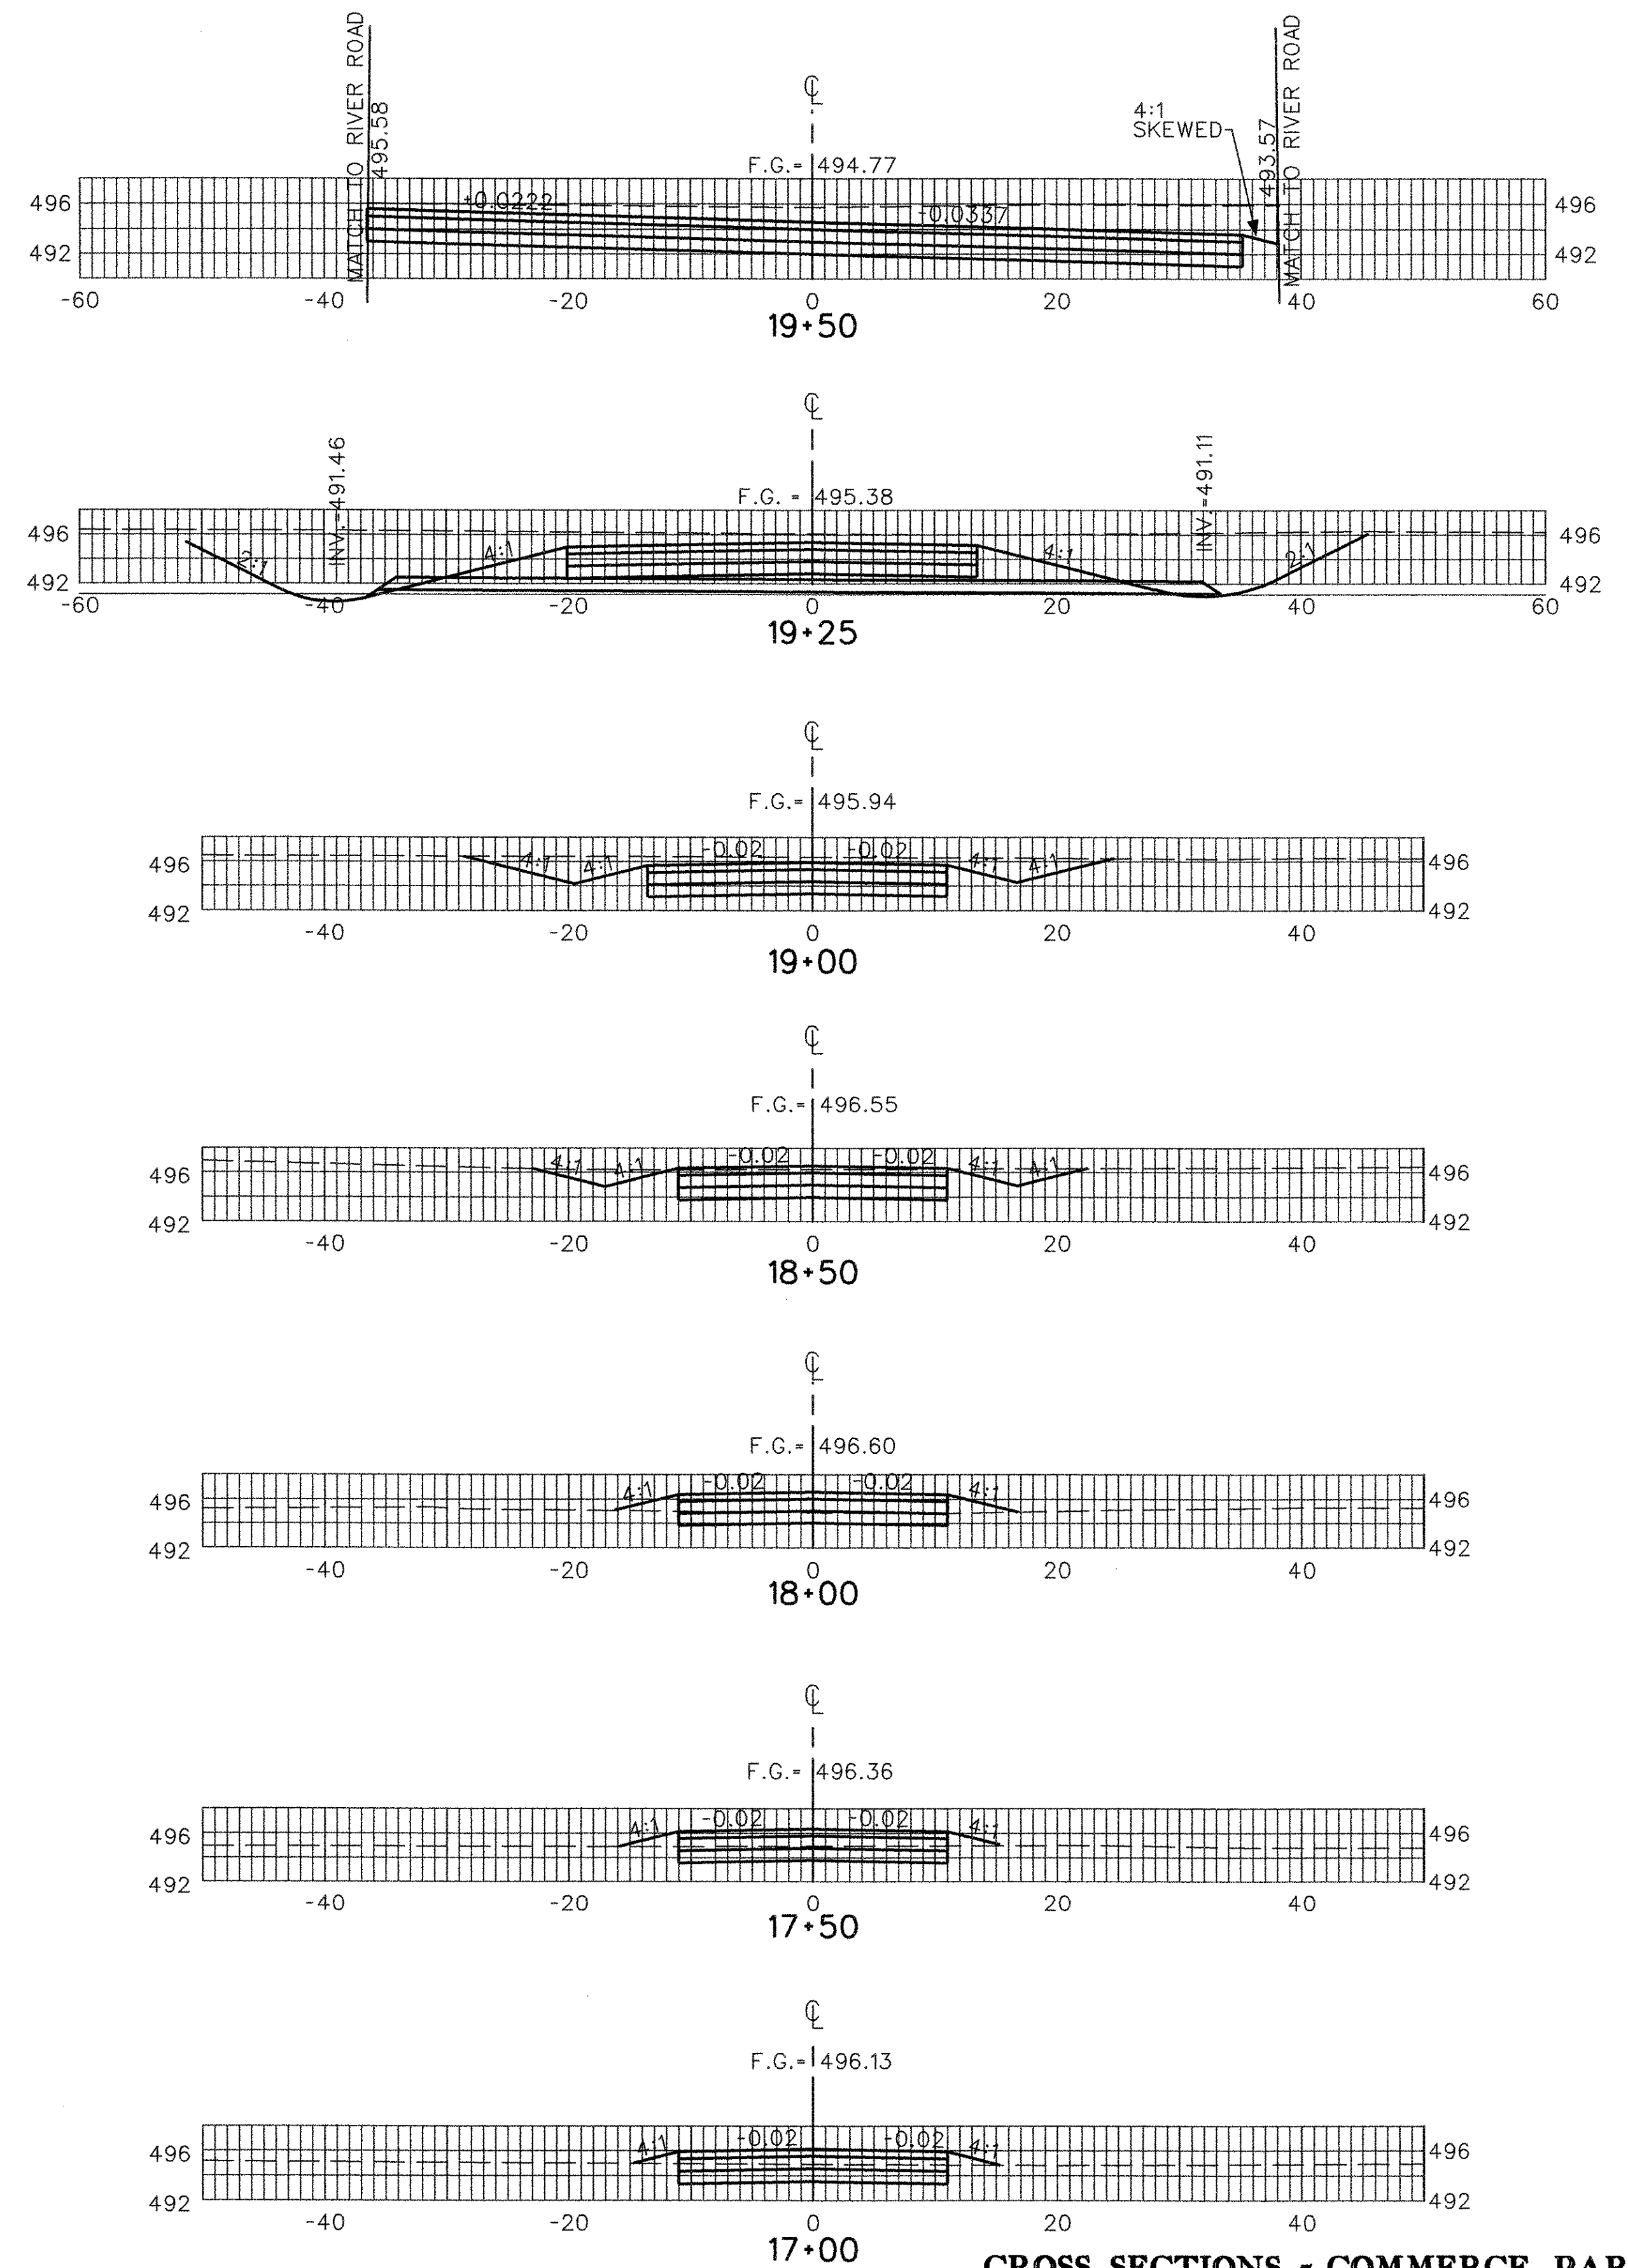 MATCH TO RIVER ROAD
495.58
℄
4:1
SKEWED
493.57
MATCH TO RIVER ROAD
F.G.= 494.77
+0.0222 -0.0337
496 496
492 492
-60 -40 -20 0 20 40 60
19+50
℄
INV.=491.46
INV.=491.11
F.G. = 495.38
496 496
2:1 4:1 4:1 2:1
492 492
-60 -40 -20 0 20 40 60
19+25
℄
F.G.= 495.94
-0.02 -0.02
496 4:1 4:1 4:1 4:1 496
492 492
-40 -20 0 20 40
19+00
℄
F.G.= 496.55
-0.02 -0.02
496 4:1 4:1 4:1 4:1 496
492 492
-40 -20 0 20 40
18+50
℄
F.G.= 496.60
-0.02 -0.02
496 4:1 4:1 496
492 492
-40 -20 0 20 40
18+00
℄
F.G.= 496.36
-0.02 -0.02
496 4:1 4:1 496
492 492
-40 -20 0 20 40
17+50
℄
F.G.= 496.13
-0.02 -0.02
496 4:1 4:1 496
492 492
-40 -20 0 20 40
17+00
CROSS SECTIONS - COMMERCE PAR